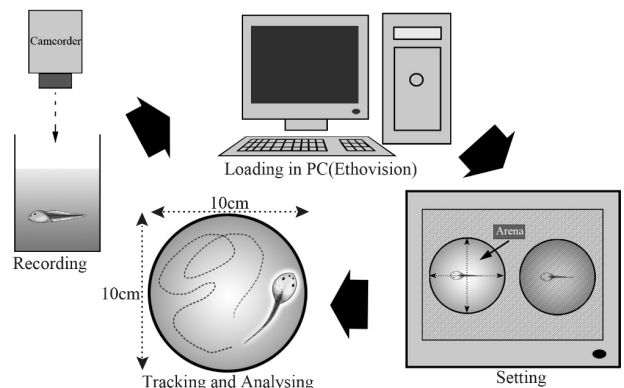 Camcorder
Recording
Loading in PC(Ethovision)
Arena
Setting
10cm
10cm
Tracking and Analysing